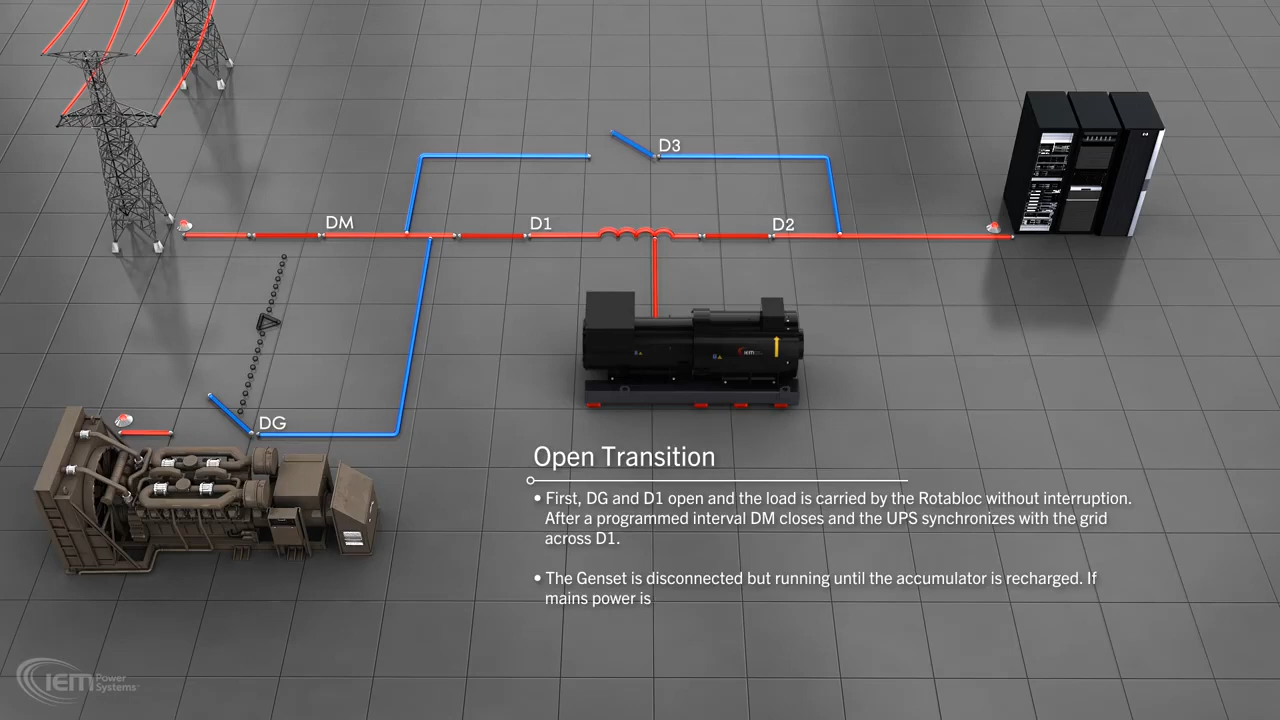 D3
DM
D1
D2
DG
Open Transition
• First, DG and D1 open and the load is carried by the Rotabloc without interruption.
After a programmed interval DM closes and the UPS synchronizes with the grid
across D1.
• The Genset is disconnected but running until the accumulator is recharged. If
mains power is
IEM
IEM Power
Systems